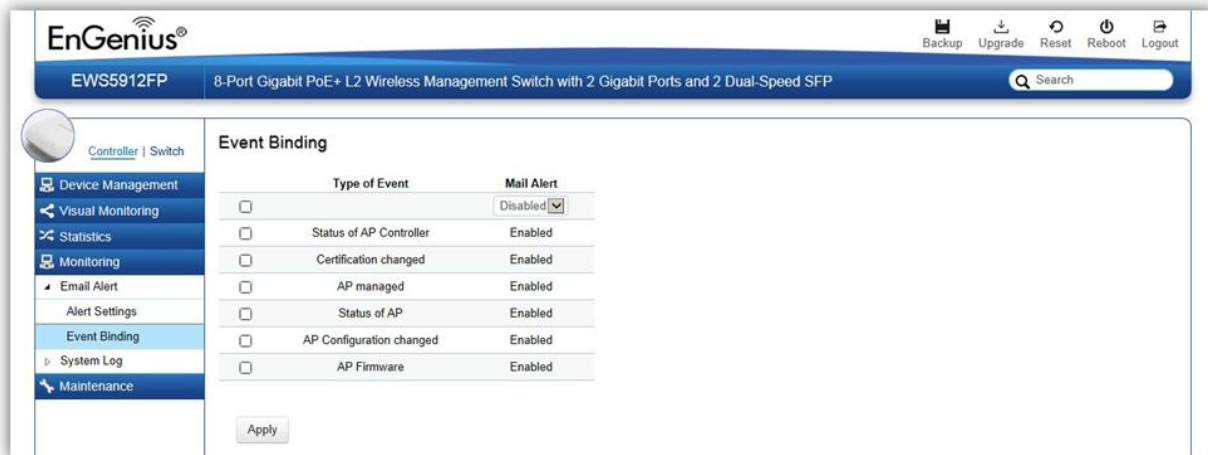 EnGenius®
Backup Upgrade Reset Reboot Logout
EWS5912FP 8-Port Gigabit PoE+ L2 Wireless Management Switch with 2 Gigabit Ports and 2 Dual-Speed SFP Search
Controller | Switch
Device Management
Visual Monitoring
Statistics
Monitoring
Email Alert
Alert Settings
Event Binding
System Log
Maintenance
Event Binding
Type of Event Mail Alert
Disabled
Status of AP Controller Enabled
Certification changed Enabled
AP managed Enabled
Status of AP Enabled
AP Configuration changed Enabled
AP Firmware Enabled
Apply